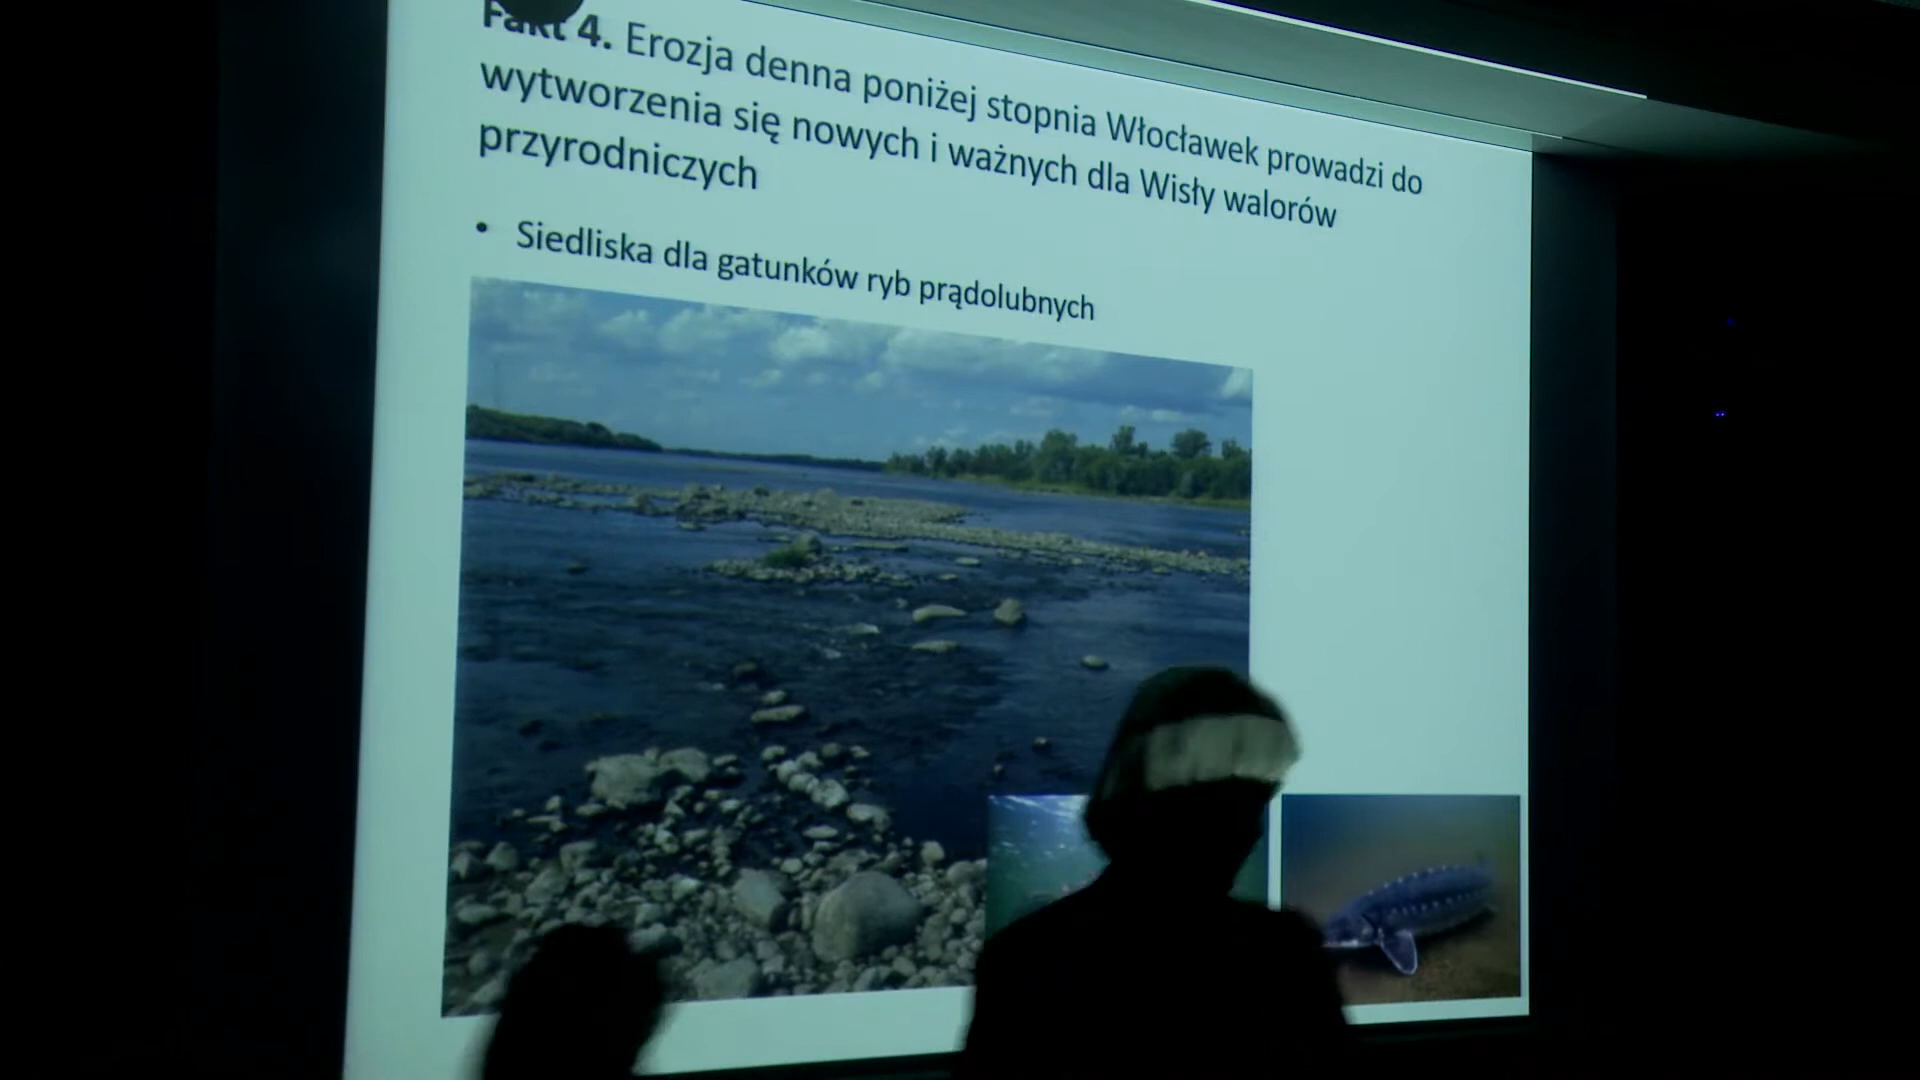 Fakt 4. Erozja denna poniżej stopnia Włocławek prowadzi do
wytworzenia się nowych i ważnych dla Wisły walorów
przyrodniczych
• Siedliska dla gatunków ryb prądolubnych